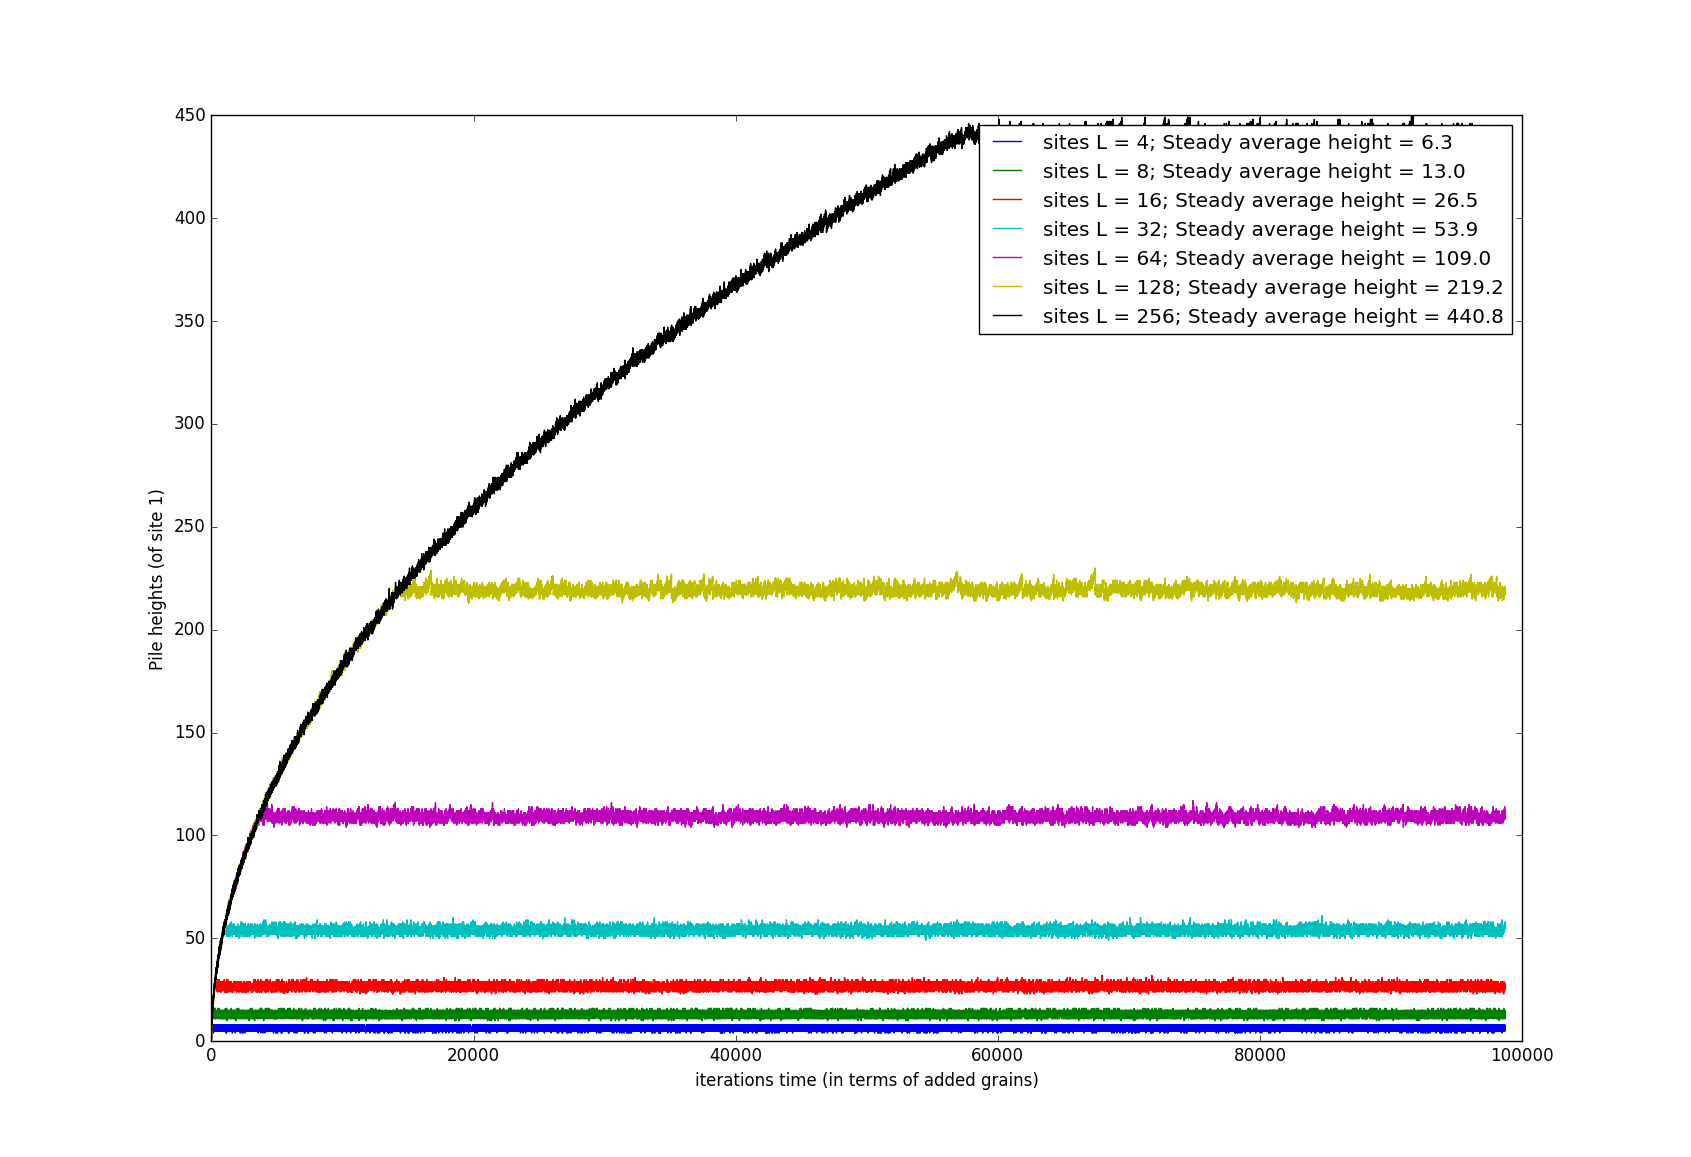 450
400
350
300
250
200
150
100
50
0
Pile heights (of site 1)
sites L = 4; Steady average height = 6.3
sites L = 8; Steady average height = 13.0
sites L = 16; Steady average height = 26.5
sites L = 32; Steady average height = 53.9
sites L = 64; Steady average height = 109.0
sites L = 128; Steady average height = 219.2
sites L = 256; Steady average height = 440.8
0 20000 40000 60000 80000 100000
iterations time (in terms of added grains)